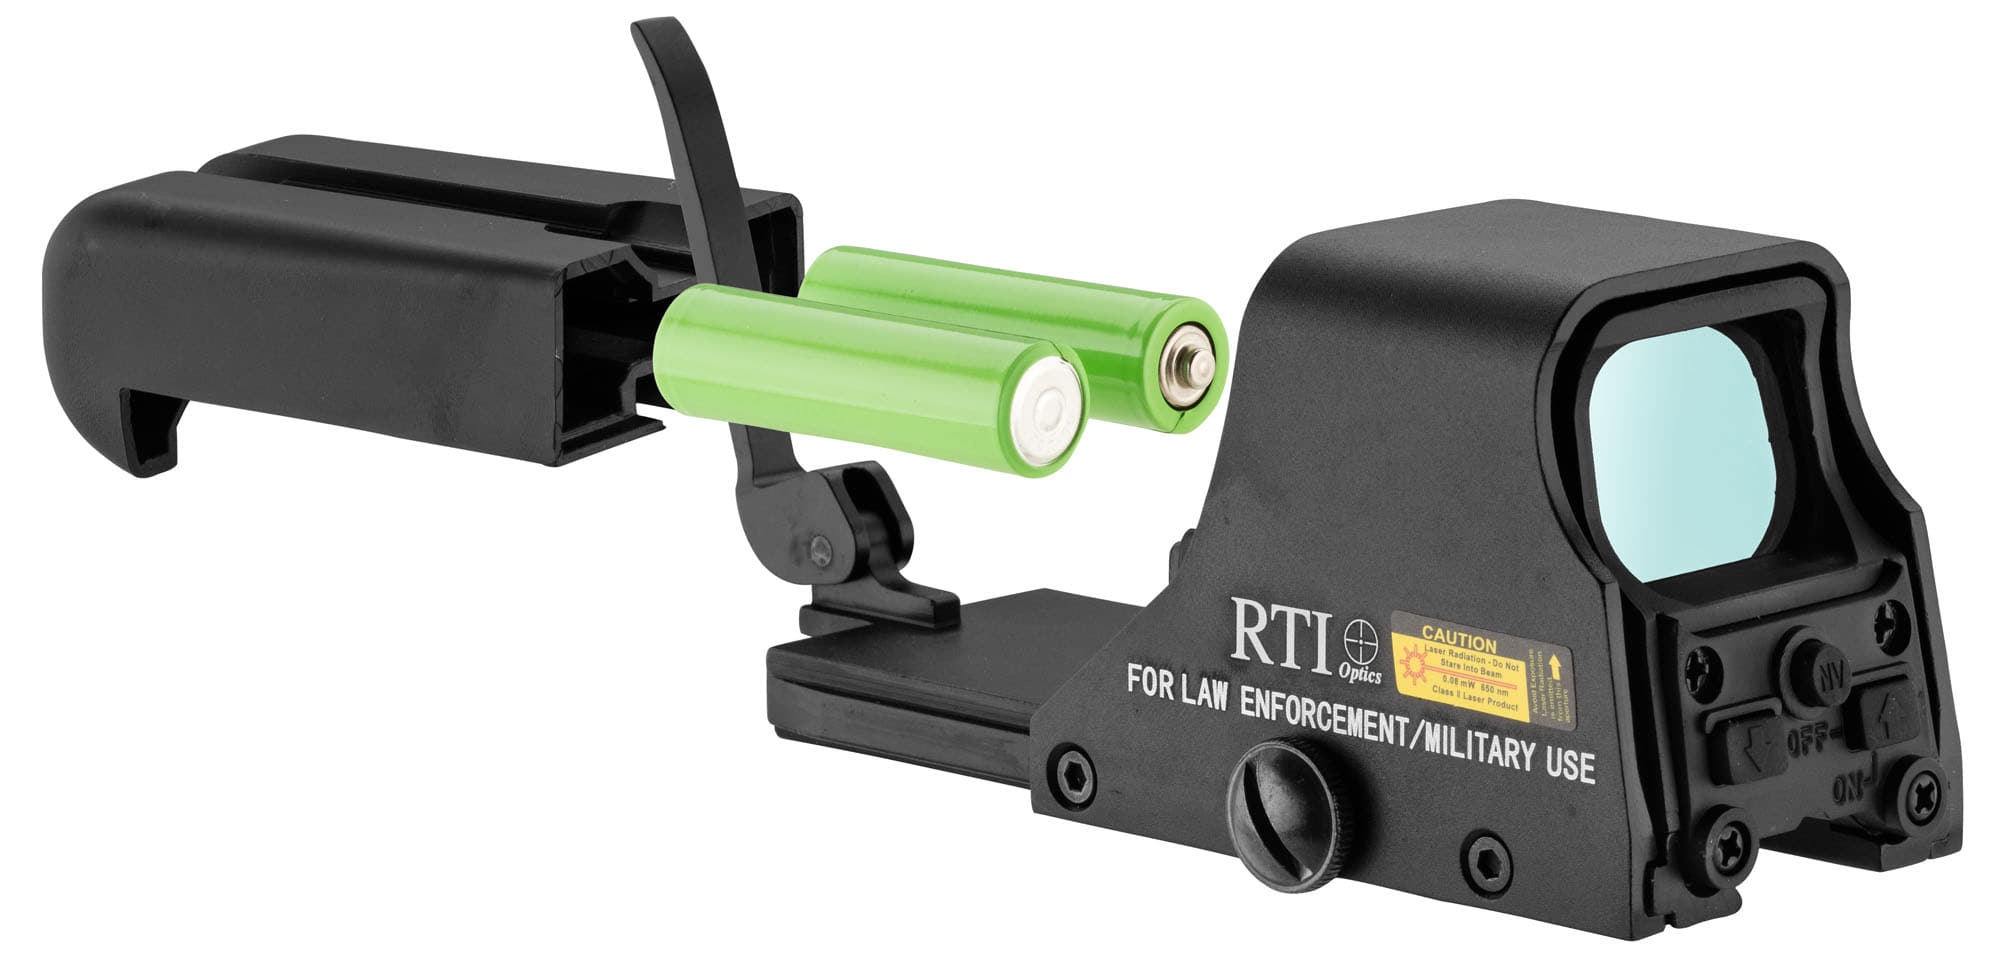 RTI
Optics
FOR LAW ENFORCEMENT/MILITARY USE
CAUTION
Laser Radiation - Do Not
Stare Into Beam
0.08 mW 650 nm
Class II Laser Product
Avoid Exposure
Laser Radiation
is emitted
from this
aperture
NV
OFF
ON